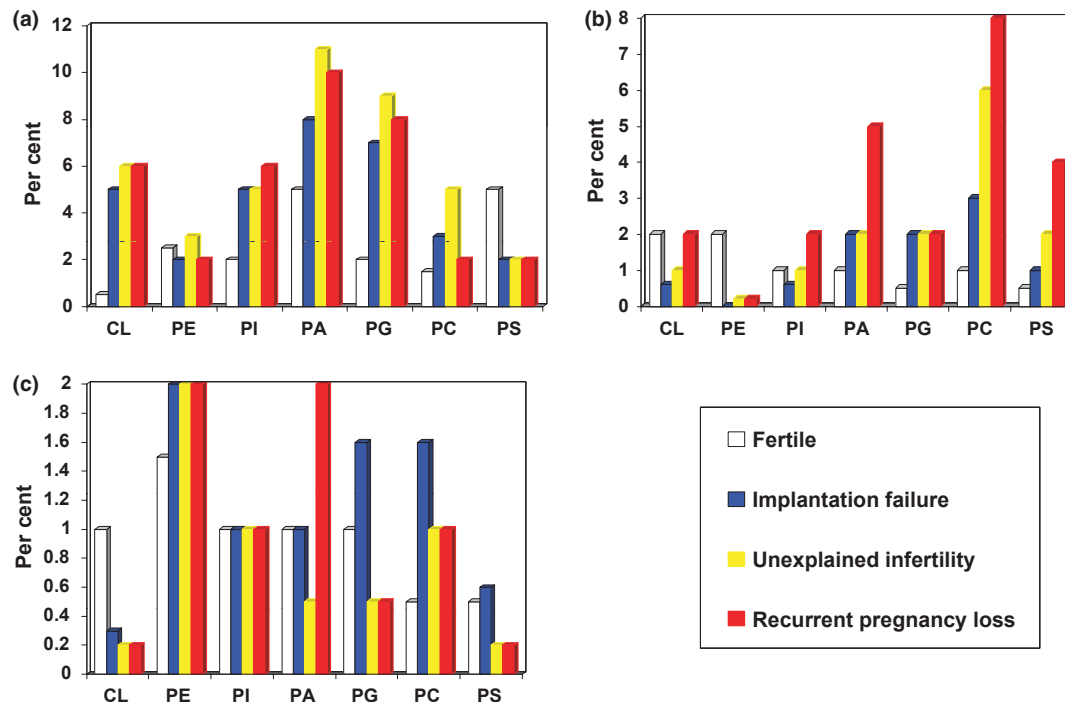 (a)
Per cent
12
10
8
6
4
2
0
CL PE PI PA PG PC PS
(b)
Per cent
8
7
6
5
4
3
2
1
0
CL PE PI PA PG PC PS
(c)
Per cent
2
1.8
1.6
1.4
1.2
1
0.8
0.6
0.4
0.2
0
CL PE PI PA PG PC PS
Fertile
Implantation failure
Unexplained infertility
Recurrent pregnancy loss